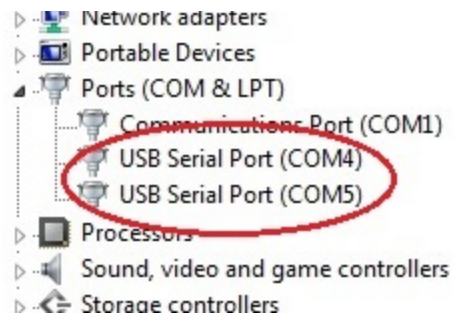 Network adapters
Portable Devices
Ports (COM & LPT)
Communications Port (COM1)
USB Serial Port (COM4)
USB Serial Port (COM5)
Processors
Sound, video and game controllers
Storage controllers